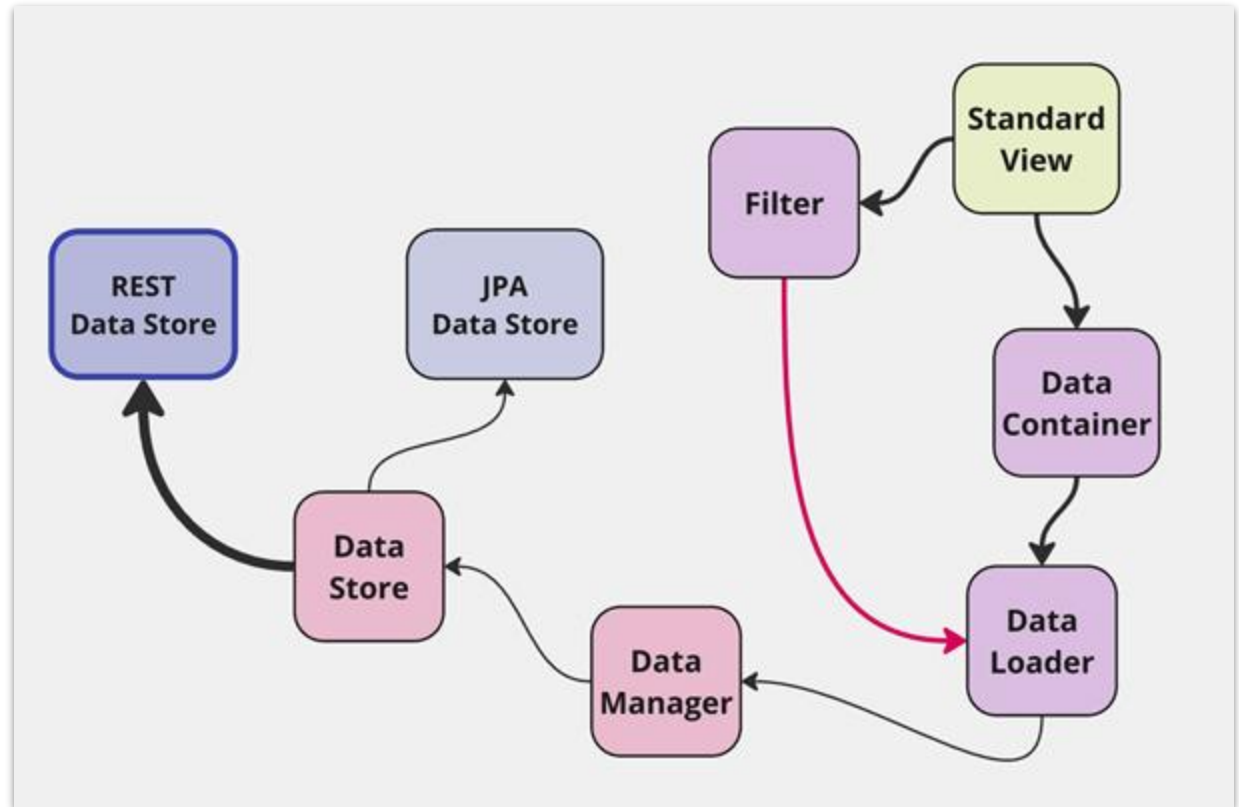 Standard
View
Filter
REST
Data Store
JPA
Data Store
Data
Container
Data
Store
Data
Loader
Data
Manager